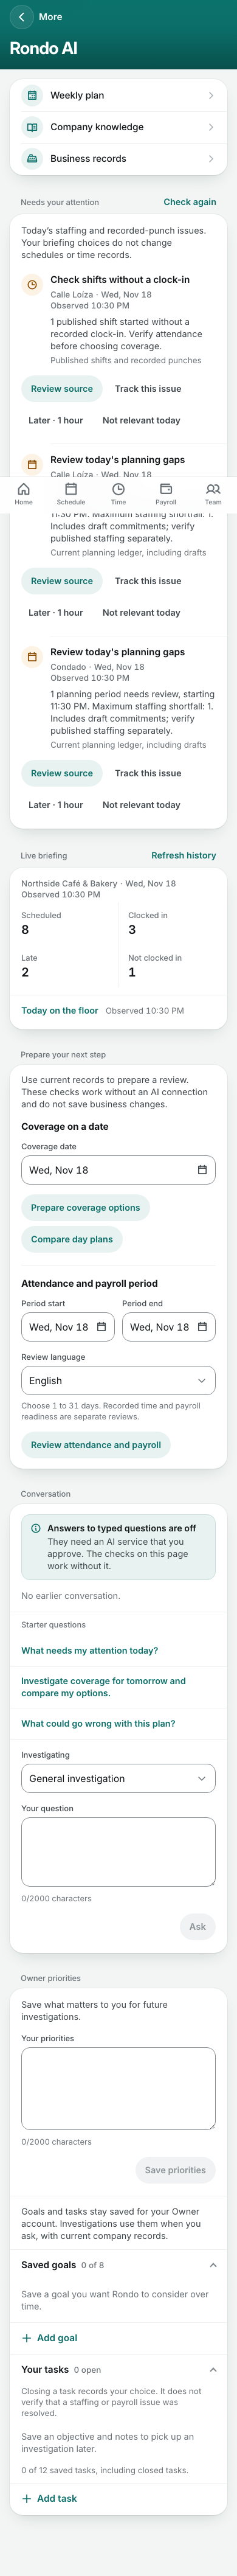 More
Rondo AI
Weekly plan
Company knowledge
Business records
Needs your attention
Check again
Today's staffing and recorded-punch issues.
Your briefing choices do not change
schedules or time records.
Check shifts without a clock-in
Calle Loíza · Wed, Nov 18
Observed 10:30 PM
1 published shift started without a
recorded clock-in. Verify attendance
before choosing coverage.
Published shifts and recorded punches
Review source
Track this issue
Later · 1 hour
Not relevant today
Review today's planning gaps
Calle Loíza · Wed, Nov 18
Home
Schedule
Time
Payroll
Team
11:30 PM. Maximum staffing shortfall: 1.
Includes draft commitments; verify
published staffing separately.
Current planning ledger, including drafts
Review source
Track this issue
Later · 1 hour
Not relevant today
Review today's planning gaps
Condado · Wed, Nov 18
Observed 10:30 PM
1 planning period needs review, starting
11:30 PM. Maximum staffing shortfall: 1.
Includes draft commitments; verify
published staffing separately.
Current planning ledger, including drafts
Review source
Track this issue
Later · 1 hour
Not relevant today
Live briefing
Refresh history
Northside Café & Bakery · Wed, Nov 18
Observed 10:30 PM
Scheduled
8
Clocked in
3
Late
2
Not clocked in
1
Today on the floor
Observed 10:30 PM
Prepare your next step
Use current records to prepare a review.
These checks work without an AI connection
and do not save business changes.
Coverage on a date
Coverage date
Wed, Nov 18
Prepare coverage options
Compare day plans
Attendance and payroll period
Period start
Period end
Wed, Nov 18
Wed, Nov 18
Review language
English
Choose 1 to 31 days. Recorded time and payroll
readiness are separate reviews.
Review attendance and payroll
Conversation
Answers to typed questions are off
They need an AI service that you
approve. The checks on this page
work without it.
No earlier conversation.
Starter questions
What needs my attention today?
Investigate coverage for tomorrow and
compare my options.
What could go wrong with this plan?
Investigating
General investigation
Your question
0/2000 characters
Ask
Owner priorities
Save what matters to you for future
investigations.
Your priorities
0/2000 characters
Save priorities
Goals and tasks stay saved for your Owner
account. Investigations use them when you
ask, with current company records.
Saved goals 0 of 8
Save a goal you want Rondo to consider over
time.
Add goal
Your tasks 0 open
Closing a task records your choice. It does not
verify that a staffing or payroll issue was
resolved.
Save an objective and notes to pick up an
investigation later.
0 of 12 saved tasks, including closed tasks.
Add task